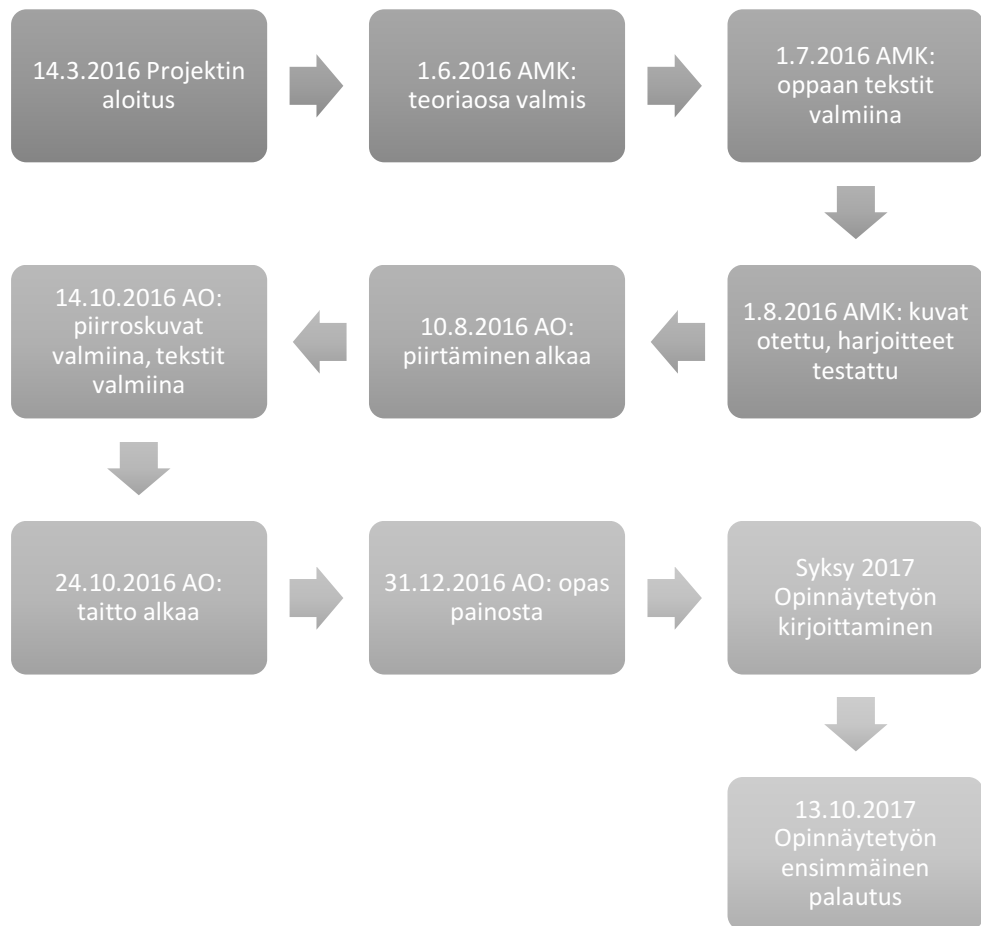 14.3.2016 Projektin
aloitus
1.6.2016 AMK:
teoriaosa valmis
1.7.2016 AMK:
oppaan tekstit
valmiina
1.8.2016 AMK: kuvat
otettu, harjoitteet
testattu
10.8.2016 AO:
piirtäminen alkaa
14.10.2016 AO:
piirroskuvat
valmiina, tekstit
valmiina
24.10.2016 AO:
taitto alkaa
31.12.2016 AO: opas
painosta
Syksy 2017
Opinnäytetyön
kirjoittaminen
13.10.2017
Opinnäytetyön
ensimmäinen
palautus